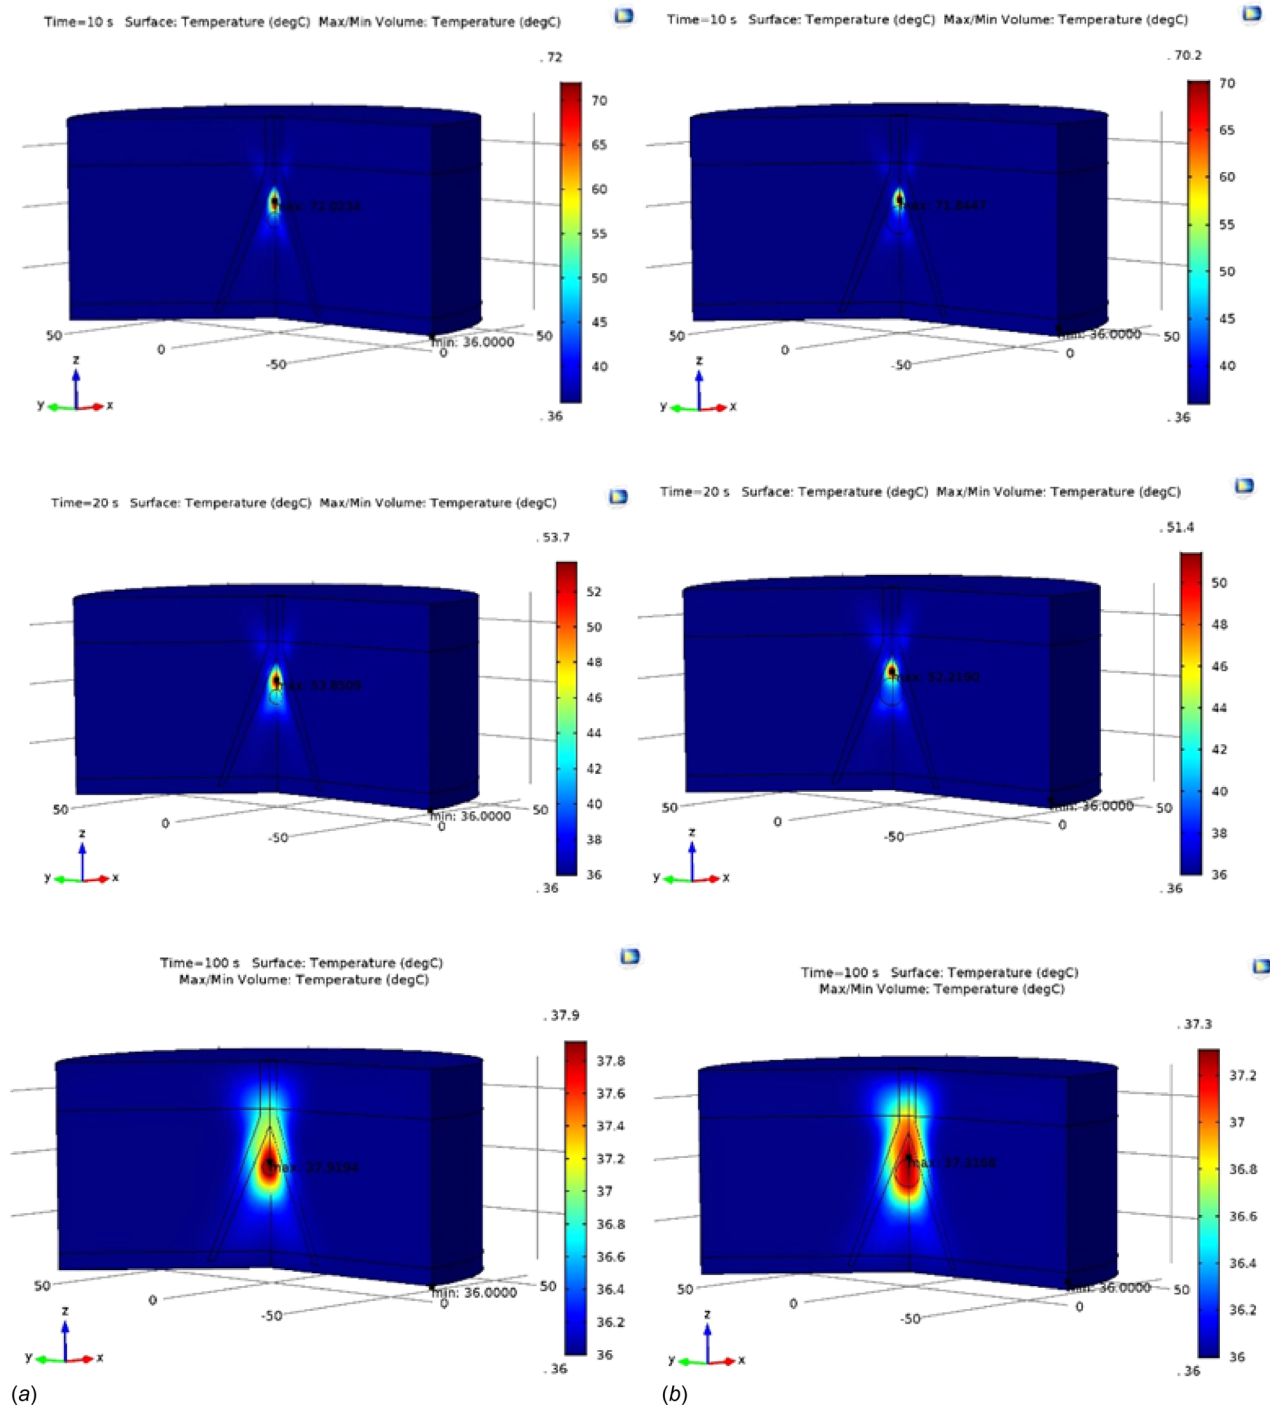 Time=10 s Surface: Temperature (degC) Max/Min Volume: Temperature (degC)
. 72
70
65
60
55
50
45
40
. 36
50
0
-50
0
50
min: 36.0000
z
y
x
Time=10 s Surface: Temperature (degC) Max/Min Volume: Temperature (degC)
. 70.2
70
65
60
55
50
45
40
. 36
50
0
-50
0
50
min: 36.0000
z
y
x
Time=20 s Surface: Temperature (degC) Max/Min Volume: Temperature (degC)
. 53.7
52
50
48
46
44
42
40
38
36
. 36
50
0
-50
0
50
min: 36.0000
z
y
x
Time=20 s Surface: Temperature (degC) Max/Min Volume: Temperature (degC)
. 51.4
50
48
46
44
42
40
38
36
. 36
50
0
-50
0
50
min: 36.0000
z
y
x
Time=100 s Surface: Temperature (degC)
Max/Min Volume: Temperature (degC)
. 37.9
37.8
37.6
37.4
37.2
37
36.8
36.6
36.4
36.2
36
. 36
50
0
-50
0
50
min: 36.0000
z
y
x
(a)
Time=100 s Surface: Temperature (degC)
Max/Min Volume: Temperature (degC)
. 37.3
37.2
37
36.8
36.6
36.4
36.2
36
. 36
50
0
-50
0
50
min: 36.0000
z
y
x
(b)